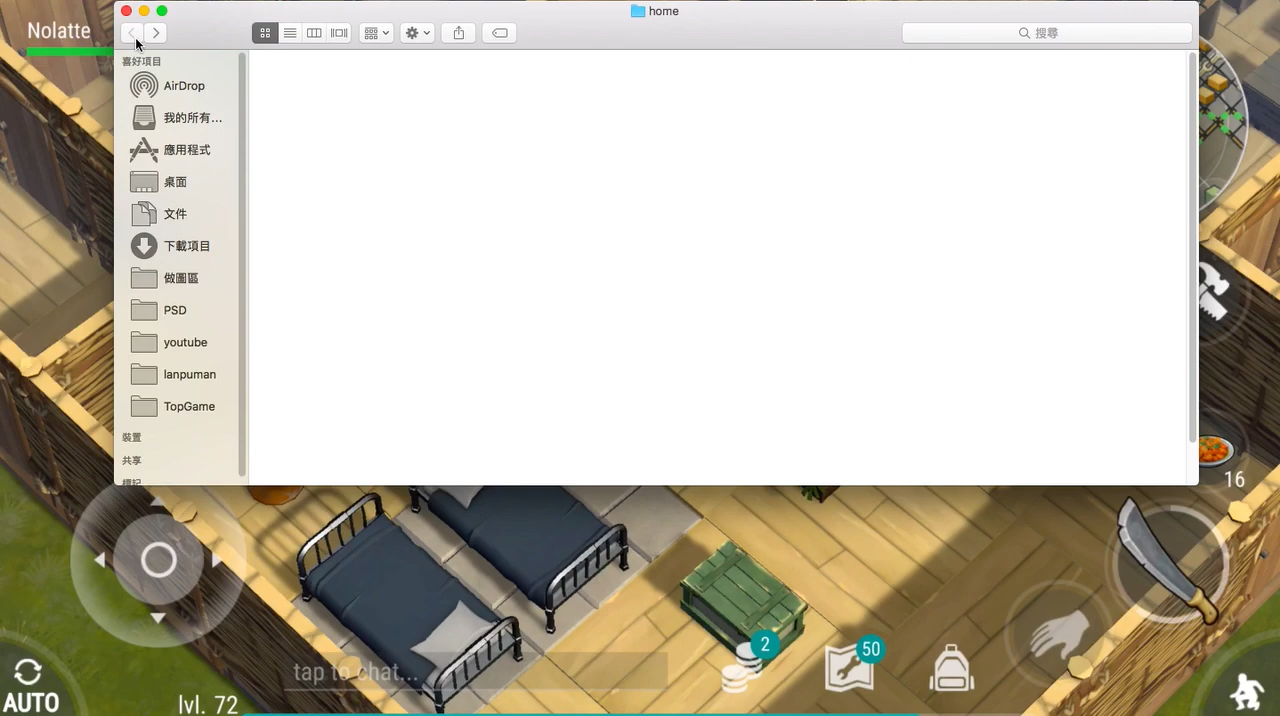 Nolatte
home
搜尋
喜好項目
AirDrop
我的所有...
應用程式
桌面
文件
下載項目
做圖區
PSD
youtube
lanpuman
TopGame
裝置
共享
標記
16
2
50
tap to chat...
AUTO
lvl. 72